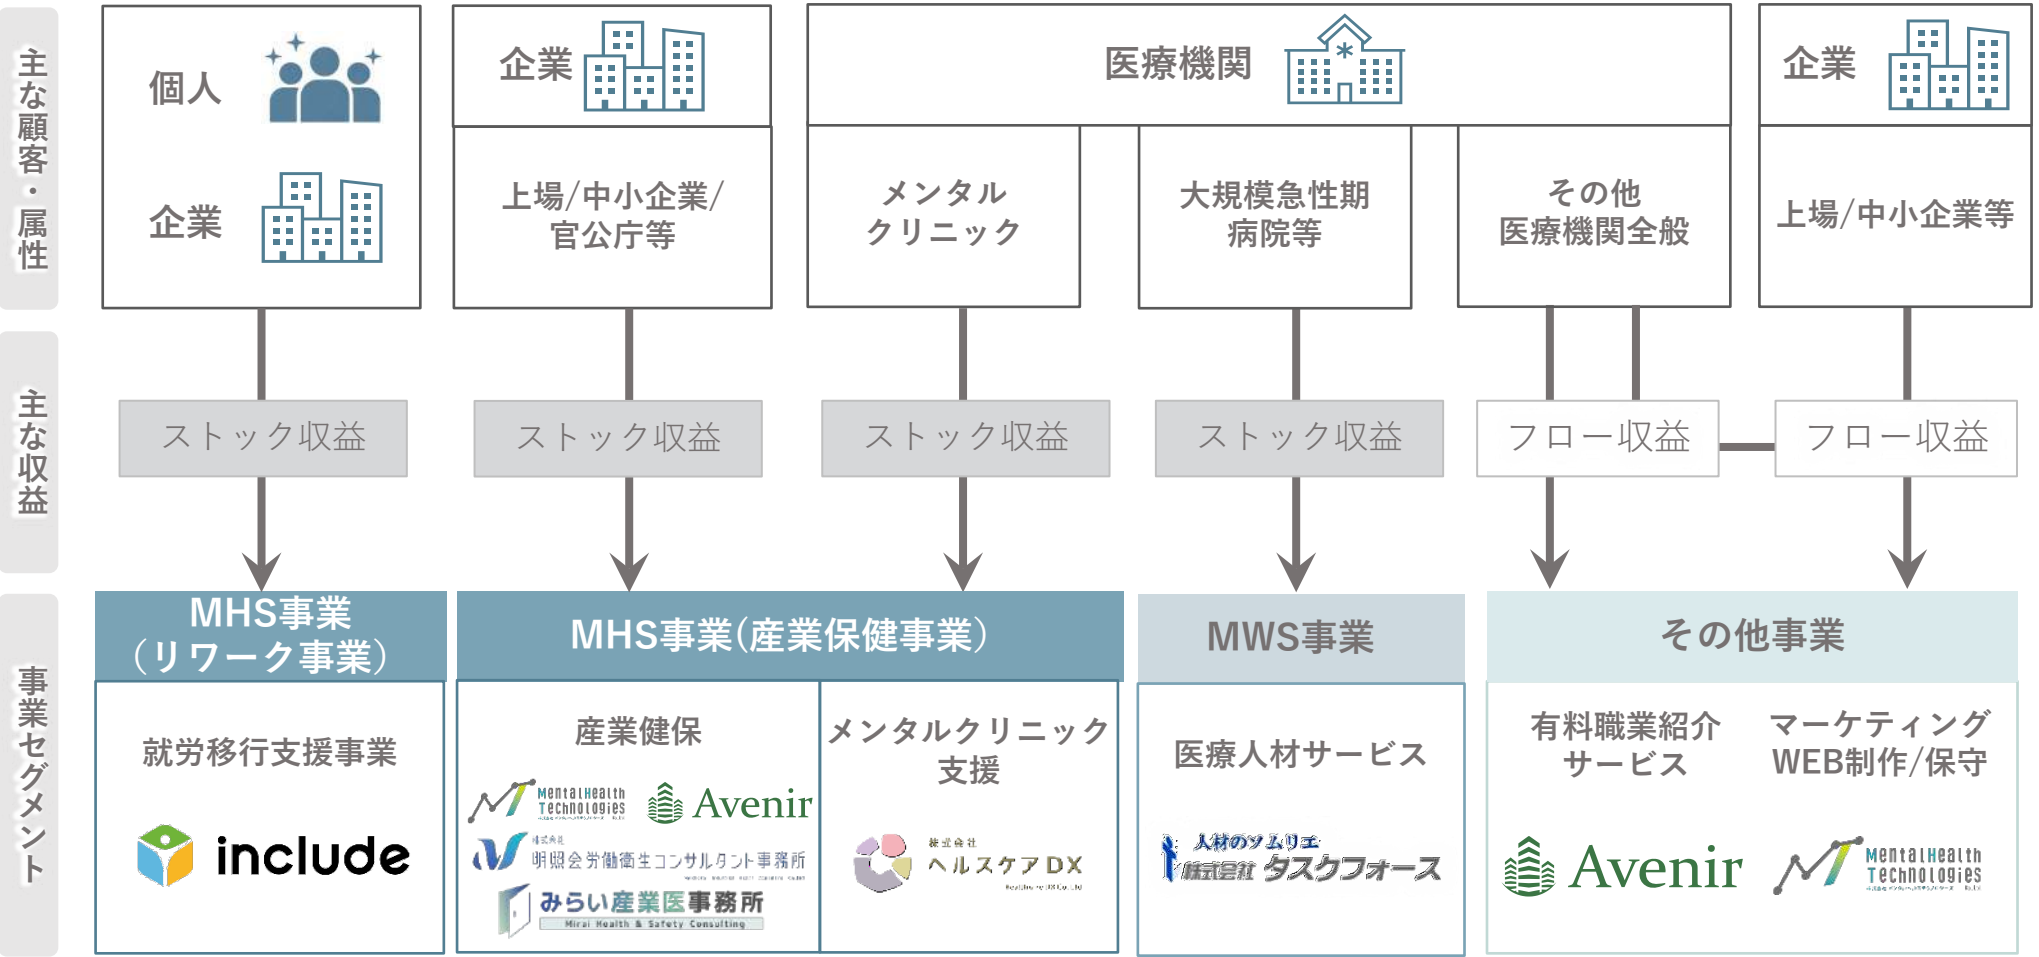 主な顧客・属性
個人
企業
企業
上場/中小企業/
官公庁等
医療機関
メンタル
クリニック
大規模急性期
病院等
その他
医療機関全般
企業
上場/中小企業等
主な収益
ストック収益
ストック収益
ストック収益
ストック収益
フロー収益
フロー収益
事業セグメント
MHS事業
（リワーク事業）
就労移行支援事業
include
MHS事業(産業保健事業）
産業健保
MentalHealth
Technologies
Avenir
株式会社
明照会労働衛生コンサルタント事務所
みらい産業医事務所
Mirai Health & Safety Consulting
メンタルクリニック
支援
株式会社
ヘルスケアDX
Healthcare DX Co. Ltd
MWS事業
医療人材サービス
人材のソムリエ
株式会社 タスクフォース
その他事業
有料職業紹介
サービス
Avenir
マーケティング
WEB制作/保守
MentalHealth
Technologies